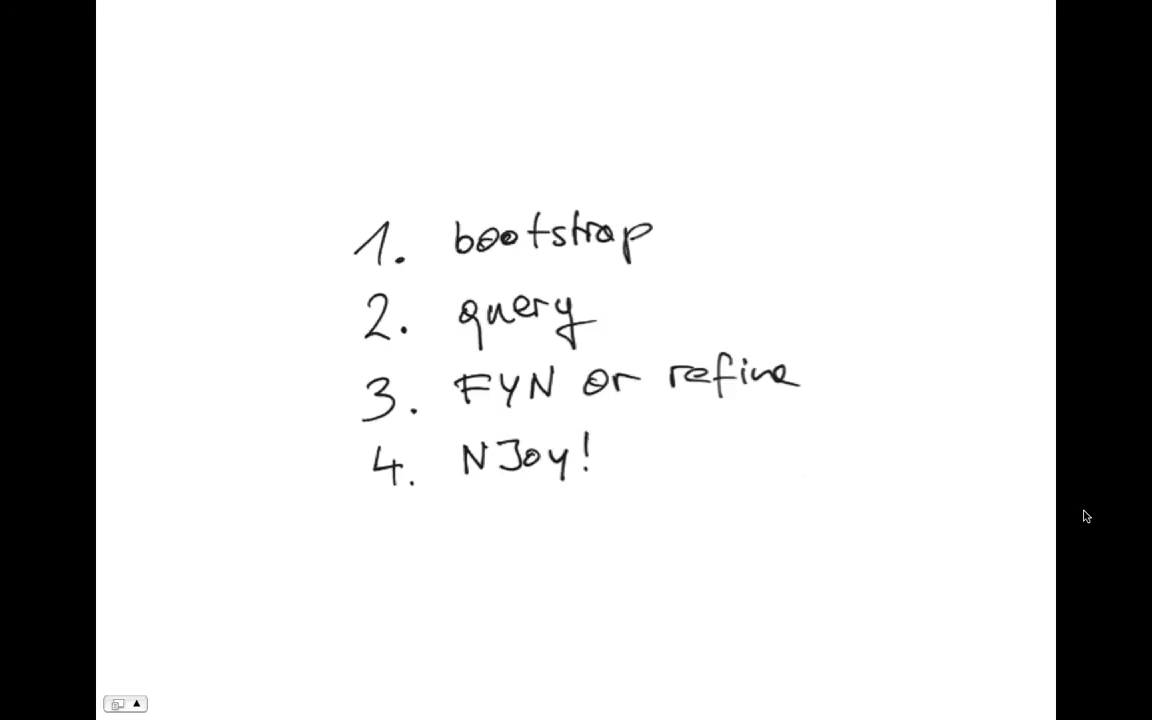 1. bootstrap
2. query
3. FYN or refine
4. NJoy!